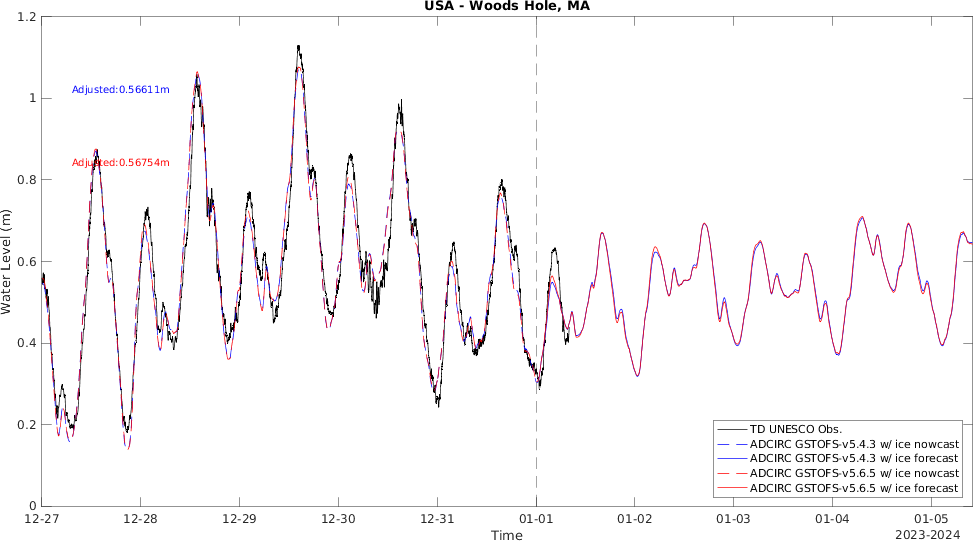 USA - Woods Hole, MA
1.2
1
0.8
0.6
0.4
0.2
0
Water Level (m)
Adjusted:0.56611m
Adjusted:0.56754m
TD UNESCO Obs.
ADCIRC GSTOFS-v5.4.3 w/ ice nowcast
ADCIRC GSTOFS-v5.4.3 w/ ice forecast
ADCIRC GSTOFS-v5.6.5 w/ ice nowcast
ADCIRC GSTOFS-v5.6.5 w/ ice forecast
12-27 12-28 12-29 12-30 12-31 01-01 01-02 01-03 01-04 01-05
Time
2023-2024